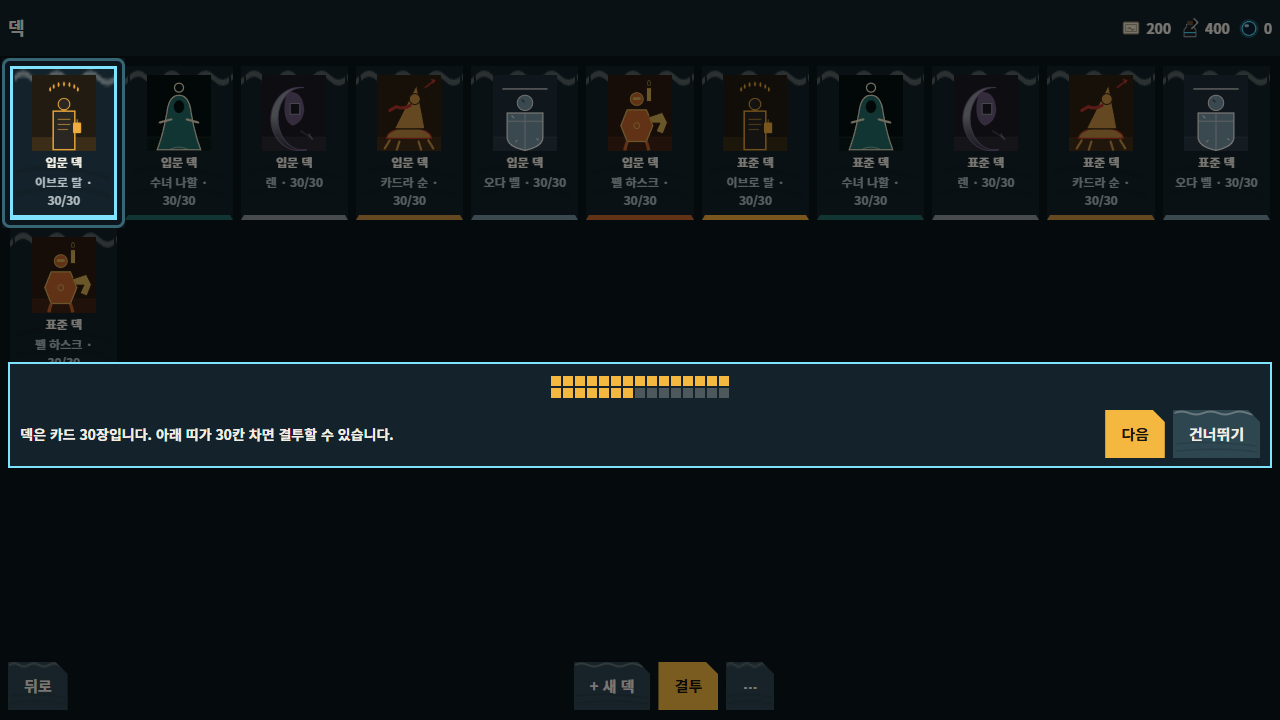 덱
200 400 0
입문 덱 입문 덱 입문 덱 입문 덱 입문 덱 입문 덱 표준 덱 표준 덱 표준 덱 표준 덱 표준 덱
이브로 탈 · 수녀 나할 · 렌 · 30/30 카드라 순 · 오다 벨 · 30/30 펠 하스크 · 이브로 탈 · 수녀 나할 · 렌 · 30/30 카드라 순 · 오다 벨 · 30/30
30/30 30/30 30/30 30/30 30/30 30/30 30/30
표준 덱
펠 하스크 ·
30/30
덱은 카드 30장입니다. 아래 띠가 30칸 차면 결투할 수 있습니다.
다음 건너뛰기
뒤로 + 새 덱 결투 ...